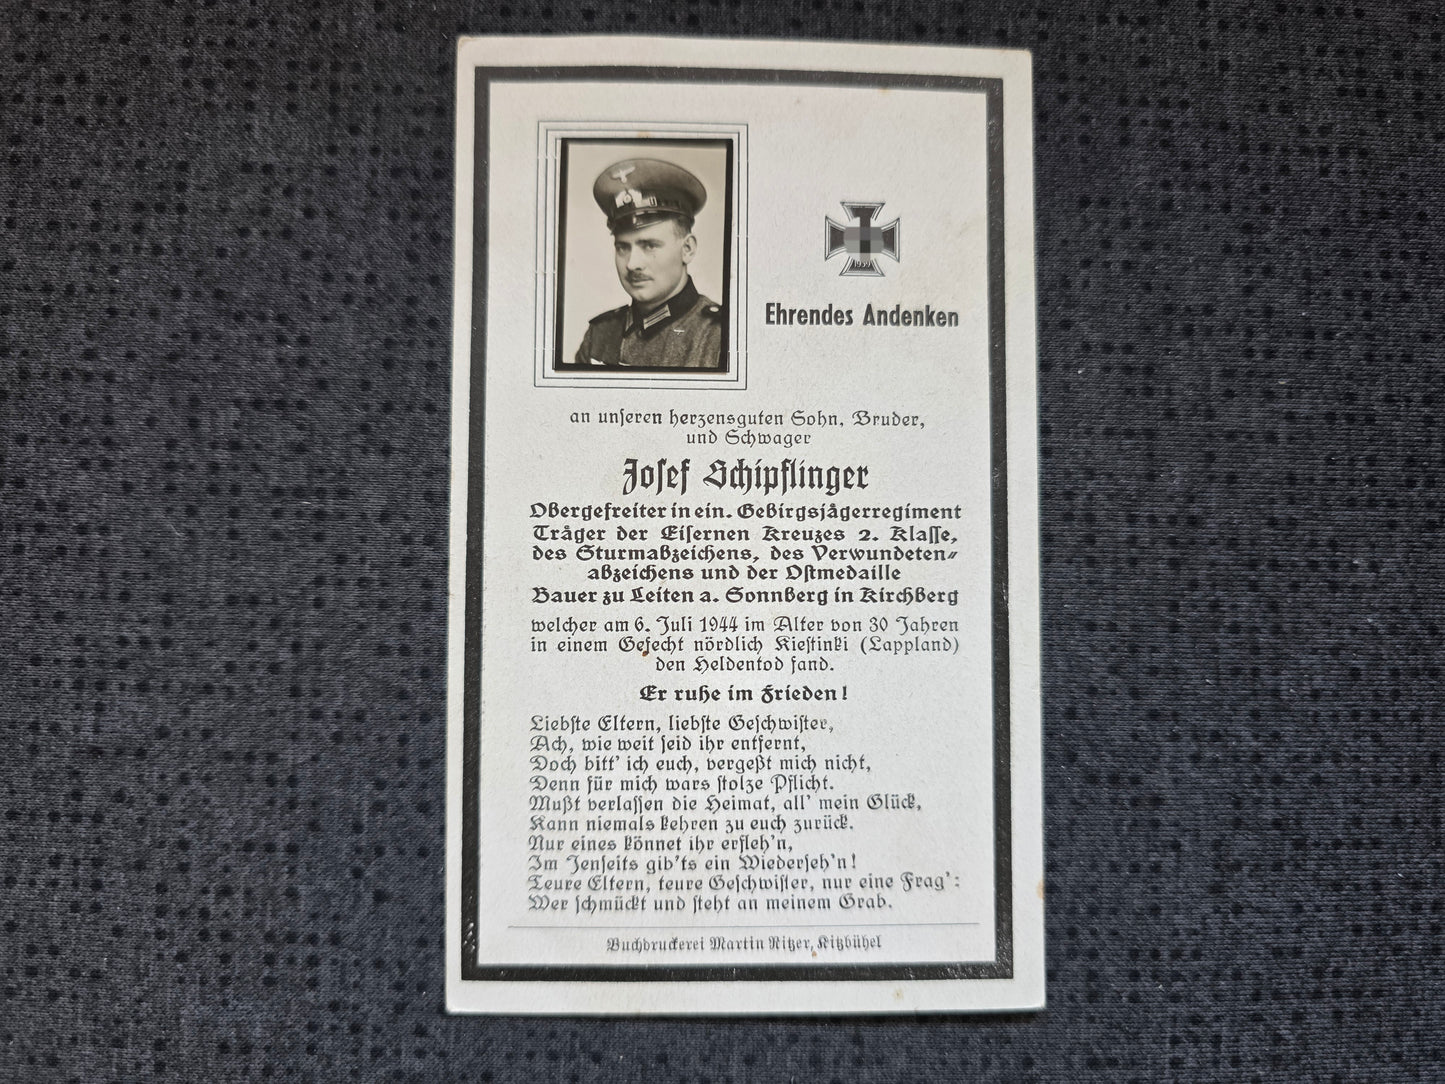 1939
Ehrendes Andenken
an unseren herzensguten Sohn, Bruder,
und Schwager
Josef Schipflinger
Obergefreiter in ein. Gebirgsjägerregiment
Träger der Eisernen Kreuzes 2. Klasse,
des Sturmabzeichens, des Verwundeten-
abzeichens und der Ostmedaille
Bauer zu Leiten a. Sonnberg in Kirchberg
welcher am 6. Juli 1944 im Alter von 30 Jahren
in einem Gefecht nördlich Kiestinki (Lappland)
den Heldentod fand.
Er ruhe im Frieden!
Liebste Eltern, liebste Geschwister,
Ach, wie weit seid ihr entfernt,
Doch bitt' ich euch, vergeßt mich nicht,
Denn für mich wars stolze Pflicht.
Mußt verlassen die Heimat, all' mein Glück,
Kann niemals kehren zu euch zurück.
Nur eines könnet ihr erfleh'n,
Im Jenseits gib'ts ein Wiederseh'n!
Teure Eltern, teure Geschwister, nur eine Frag':
Wer schmückt und steht an meinem Grab.
Buchdruckerei Martin Ritzer, Kitzbühel